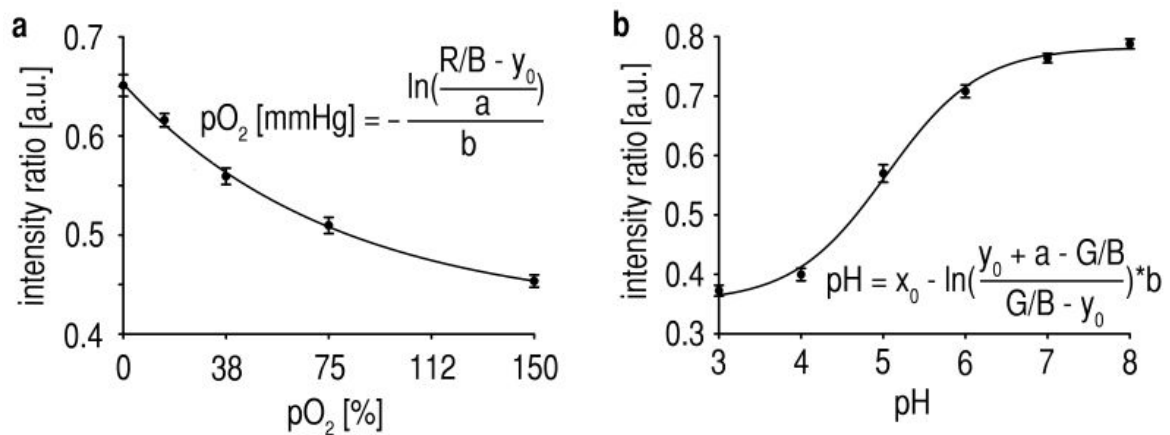 a
0.7
0.6
0.5
0.4
intensity ratio [a.u.]
pO₂ [mmHg] = - ln((R/B - y₀)/a)/b
0 38 75 112 150
pO₂ [%]
b
0.8
0.7
0.8
0.5
0.4
0.3
intensity ratio [a.u.]
pH = x₀ - ln((y₀ + a - G/B)/(G/B - y₀))*b
3 4 5 6 7 8
pH